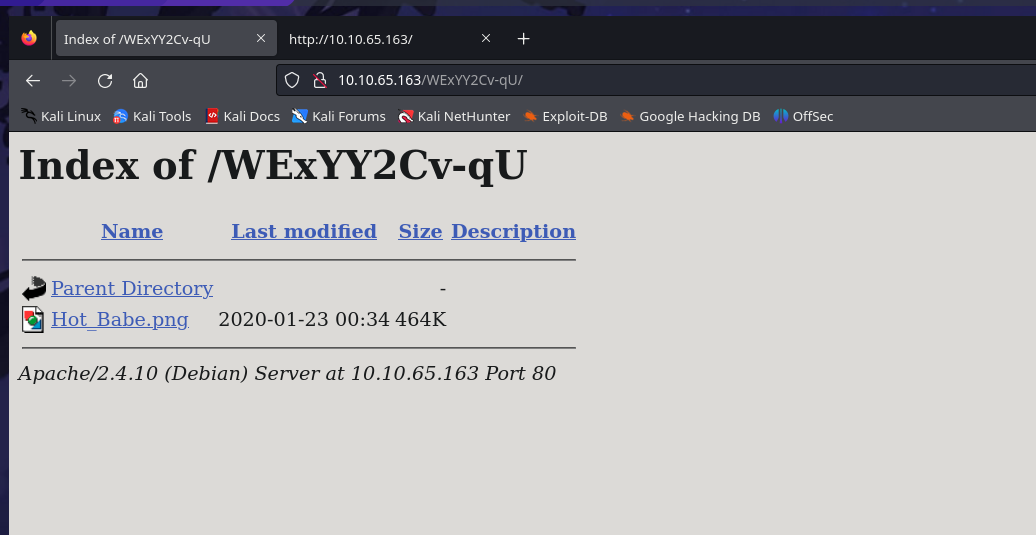 Index of /WExYY2Cv-qU
http://10.10.65.163/
10.10.65.163/WExYY2Cv-qU/
Kali Linux Kali Tools Kali Docs Kali Forums Kali NetHunter Exploit-DB Google Hacking DB OffSec
Index of /WExYY2Cv-qU
Name Last modified Size Description
Parent Directory -
Hot_Babe.png 2020-01-23 00:34 464K
Apache/2.4.10 (Debian) Server at 10.10.65.163 Port 80